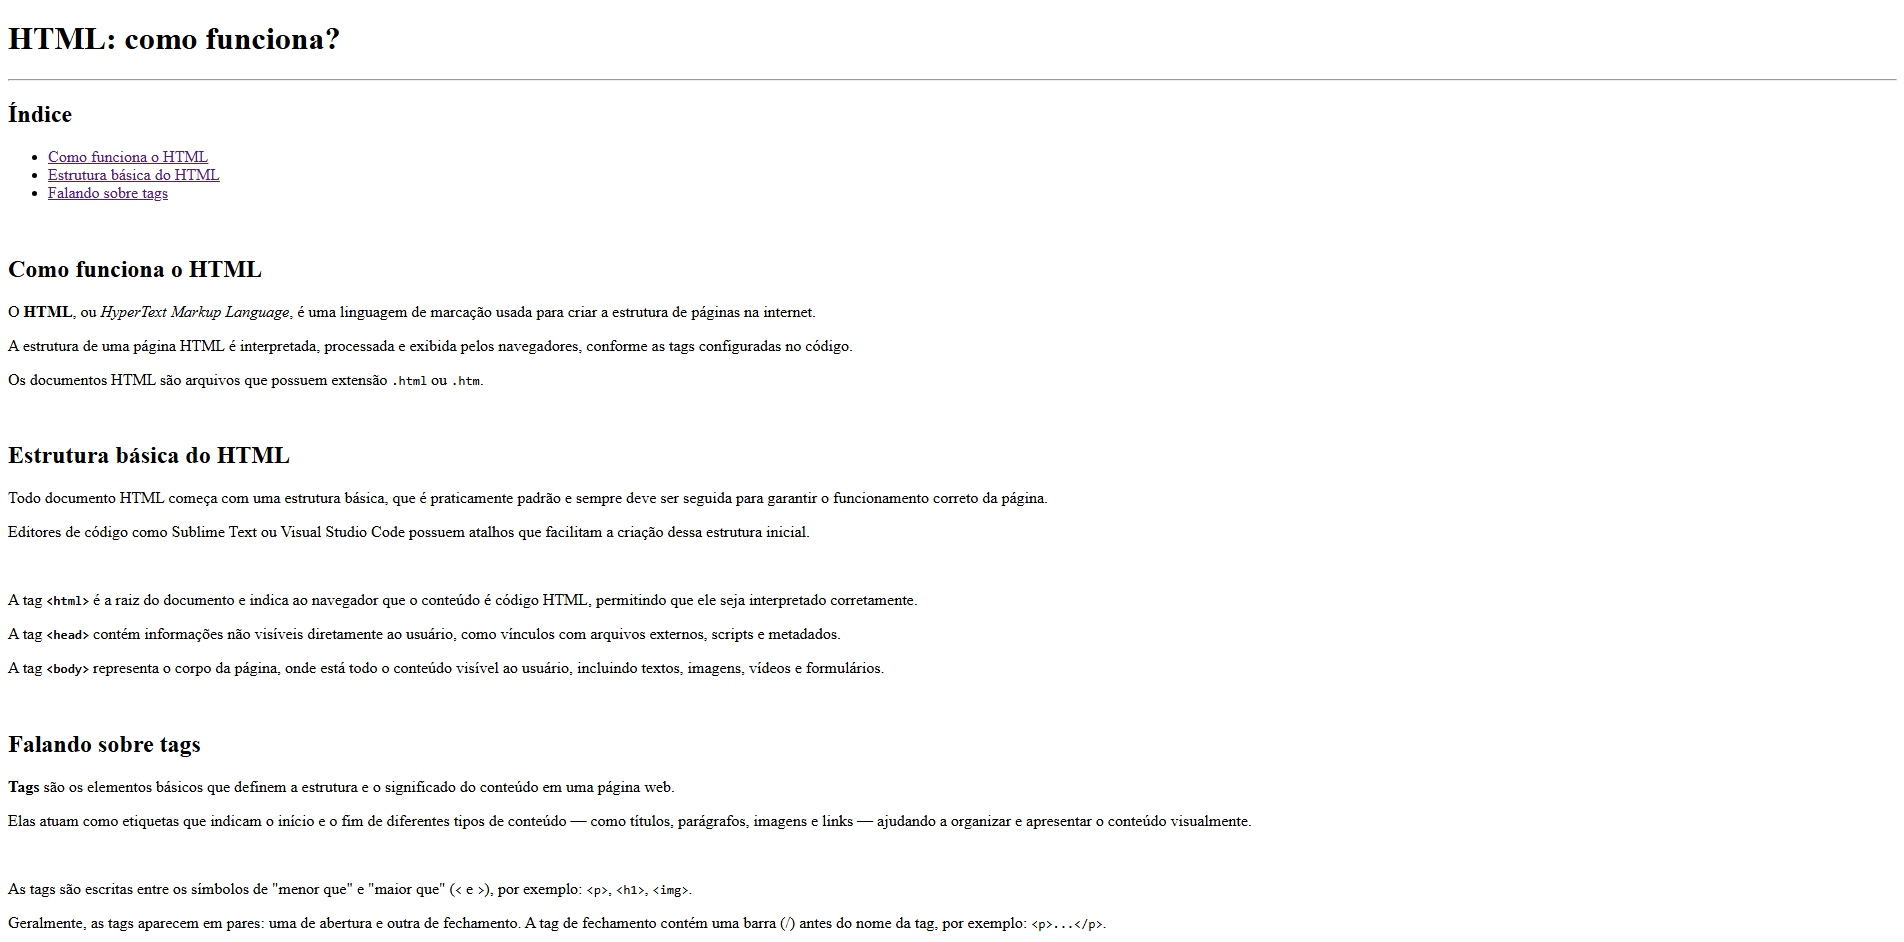 HTML: como funciona?
Índice
Como funciona o HTML
Estrutura básica do HTML
Falando sobre tags
Como funciona o HTML
O HTML, ou HyperText Markup Language, é uma linguagem de marcação usada para criar a estrutura de páginas na internet.
A estrutura de uma página HTML é interpretada, processada e exibida pelos navegadores, conforme as tags configuradas no código.
Os documentos HTML são arquivos que possuem extensão .html ou .htm.
Estrutura básica do HTML
Todo documento HTML começa com uma estrutura básica, que é praticamente padrão e sempre deve ser seguida para garantir o funcionamento correto da página.
Editores de código como Sublime Text ou Visual Studio Code possuem atalhos que facilitam a criação dessa estrutura inicial.
A tag <html> é a raiz do documento e indica ao navegador que o conteúdo é código HTML, permitindo que ele seja interpretado corretamente.
A tag <head> contém informações não visíveis diretamente ao usuário, como vínculos com arquivos externos, scripts e metadados.
A tag <body> representa o corpo da página, onde está todo o conteúdo visível ao usuário, incluindo textos, imagens, vídeos e formulários.
Falando sobre tags
Tags são os elementos básicos que definem a estrutura e o significado do conteúdo em uma página web.
Elas atuam como etiquetas que indicam o início e o fim de diferentes tipos de conteúdo — como títulos, parágrafos, imagens e links — ajudando a organizar e apresentar o conteúdo visualmente.
As tags são escritas entre os símbolos de "menor que" e "maior que" (< e >), por exemplo: <p>, <h1>, <img>.
Geralmente, as tags aparecem em pares: uma de abertura e outra de fechamento. A tag de fechamento contém uma barra (/) antes do nome da tag, por exemplo: <p>...</p>.